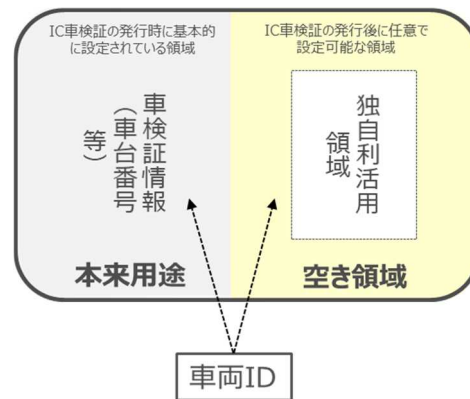 IC車検証の発行時に基本的
に設定されている領域
車検証情報
（車台番号
等）
本来用途
IC車検証の発行後に任意で
設定可能な領域
独自利活用
領域
空き領域
車両ID